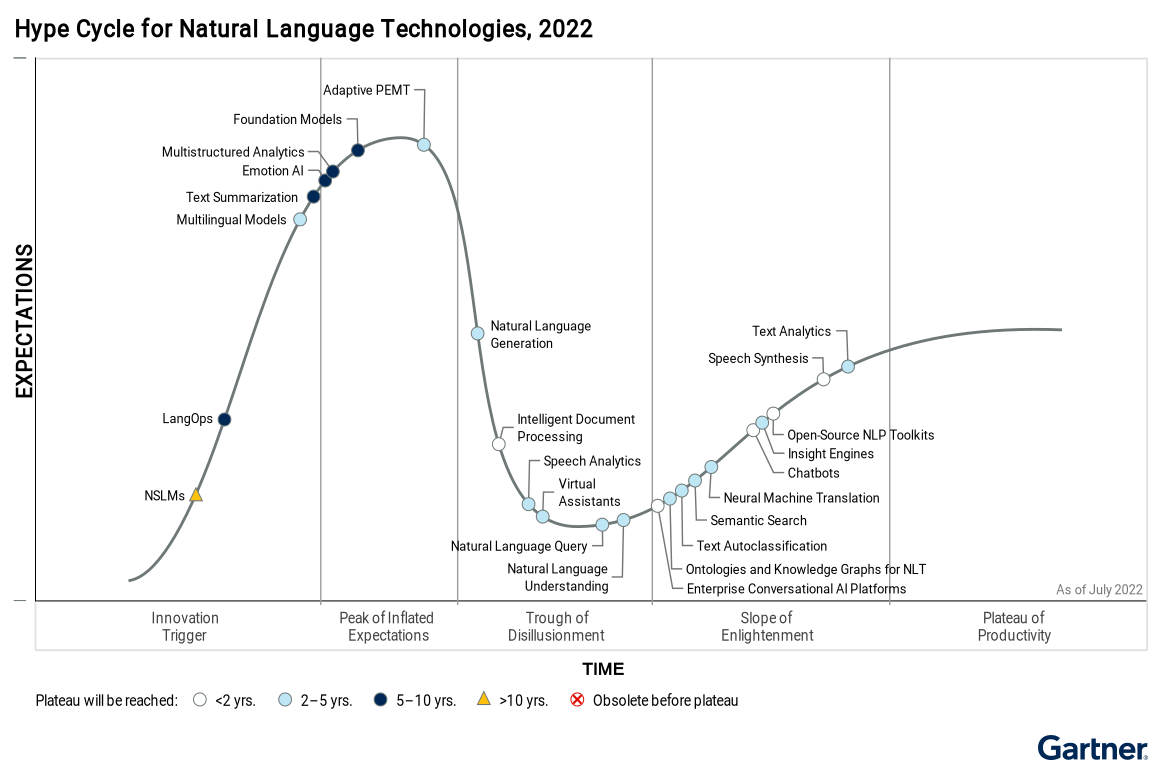 Hype Cycle for Natural Language Technologies, 2022
Adaptive PEMT
Foundation Models
Multistructured Analytics
Emotion AI
Text Summarization
Multilingual Models
LangOps
NSLMs
Natural Language
Generation
Intelligent Document
Processing
Speech Analytics
Virtual
Assistants
Natural Language Query
Natural Language
Understanding
Text Analytics
Speech Synthesis
Open-Source NLP Toolkits
Insight Engines
Chatbots
Neural Machine Translation
Semantic Search
Text Autoclassification
Ontologies and Knowledge Graphs for NLT
Enterprise Conversational AI Platforms
As of July 2022
EXPECTATIONS
Innovation
Trigger
Peak of Inflated
Expectations
Trough of
Disillusionment
Slope of
Enlightenment
Plateau of
Productivity
TIME
Plateau will be reached: <2 yrs. 2–5 yrs. 5–10 yrs. >10 yrs. Obsolete before plateau
Gartner®